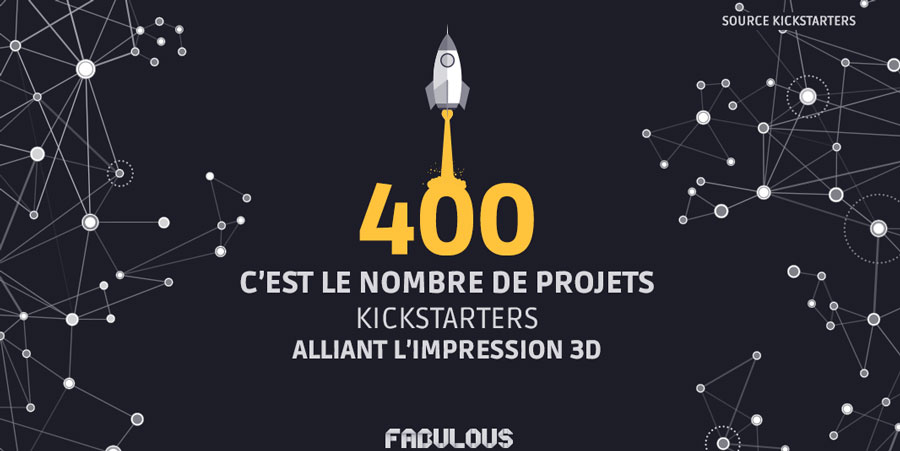 SOURCE KICKSTARTERS
400
C'EST LE NOMBRE DE PROJETS
KICKSTARTERS
ALLIANT L'IMPRESSION 3D
FABULOUS